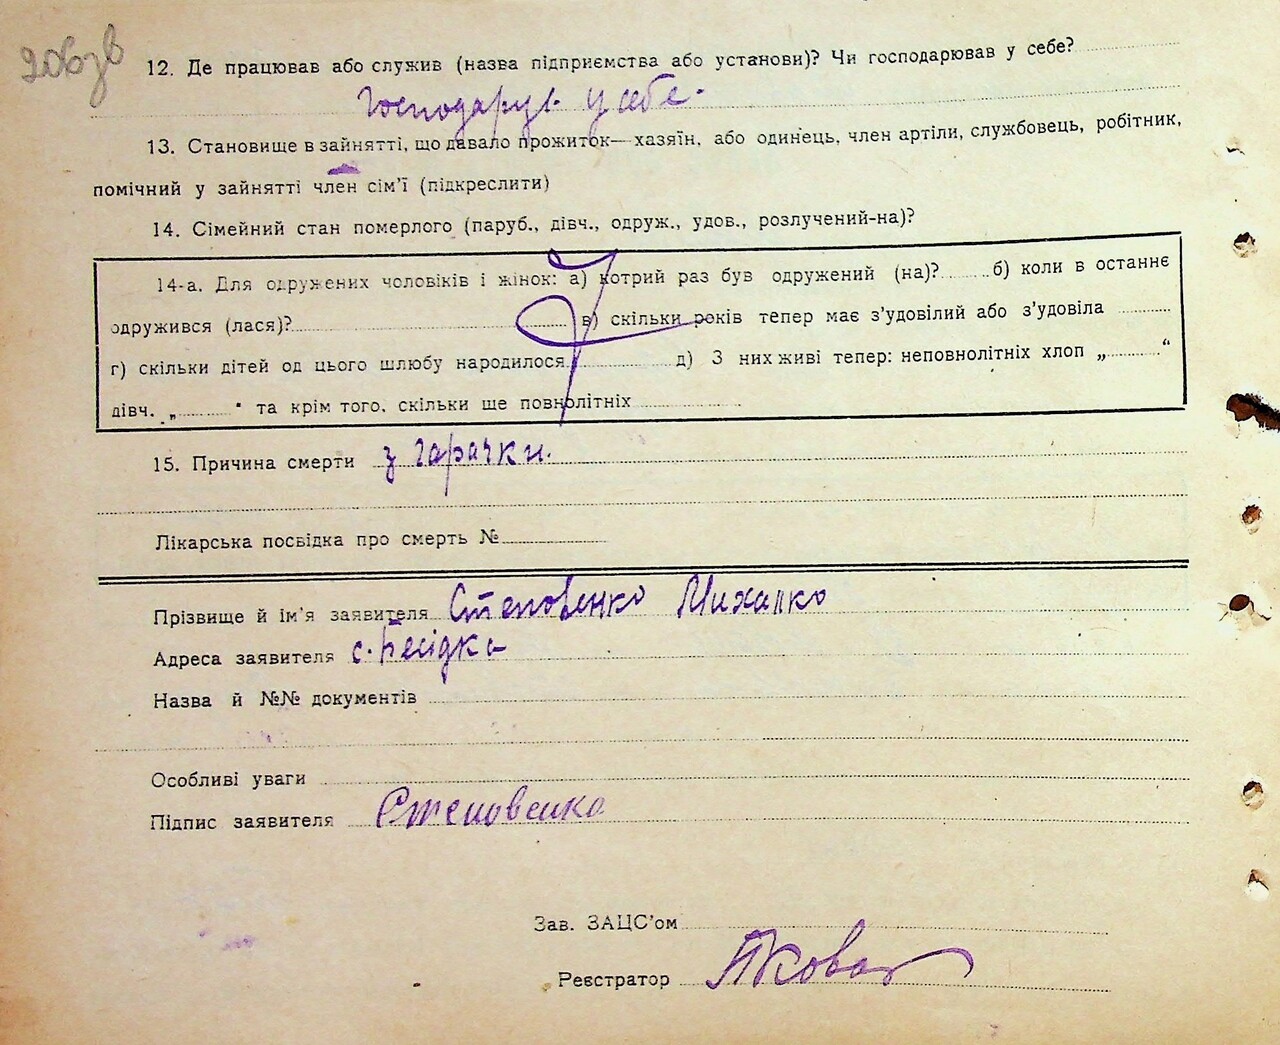 206зв
12. Де працював або служив (назва підприємства або установи)? Чи господарював у себе?
Господарув. у себе.
13. Становище в зайнятті, що давало прожиток—хазяїн, або одинець, член артіли, службовець, робітник,
помічний у зайнятті член сім'ї (підкреслити)
14. Сімейний стан померлого (паруб., дівч., одруж., удов., розлучений-на)?
14-а. Для одружених чоловіків і жінок: а) котрий раз був одружений (на)? б) коли в останнє
одружився (лася)? в) скільки років тепер має з'удовілий або з'удовіла
г) скільки дітей од цього шлюбу народилося д) З них живі тепер: неповнолітніх хлоп „ “
дівч. „ “ та крім того, скільки ще повнолітніх
15. Причина смерти з гарачки.
Лікарська посвідка про смерть №
Прізвище й ім'я заявителя Степовенко Михалко
Адреса заявителя с. Бесідка
Назва й №№ документів
Особливі уваги
Підпис заявителя Степовенко
Зав. ЗАЦС'ом
Реєстратор